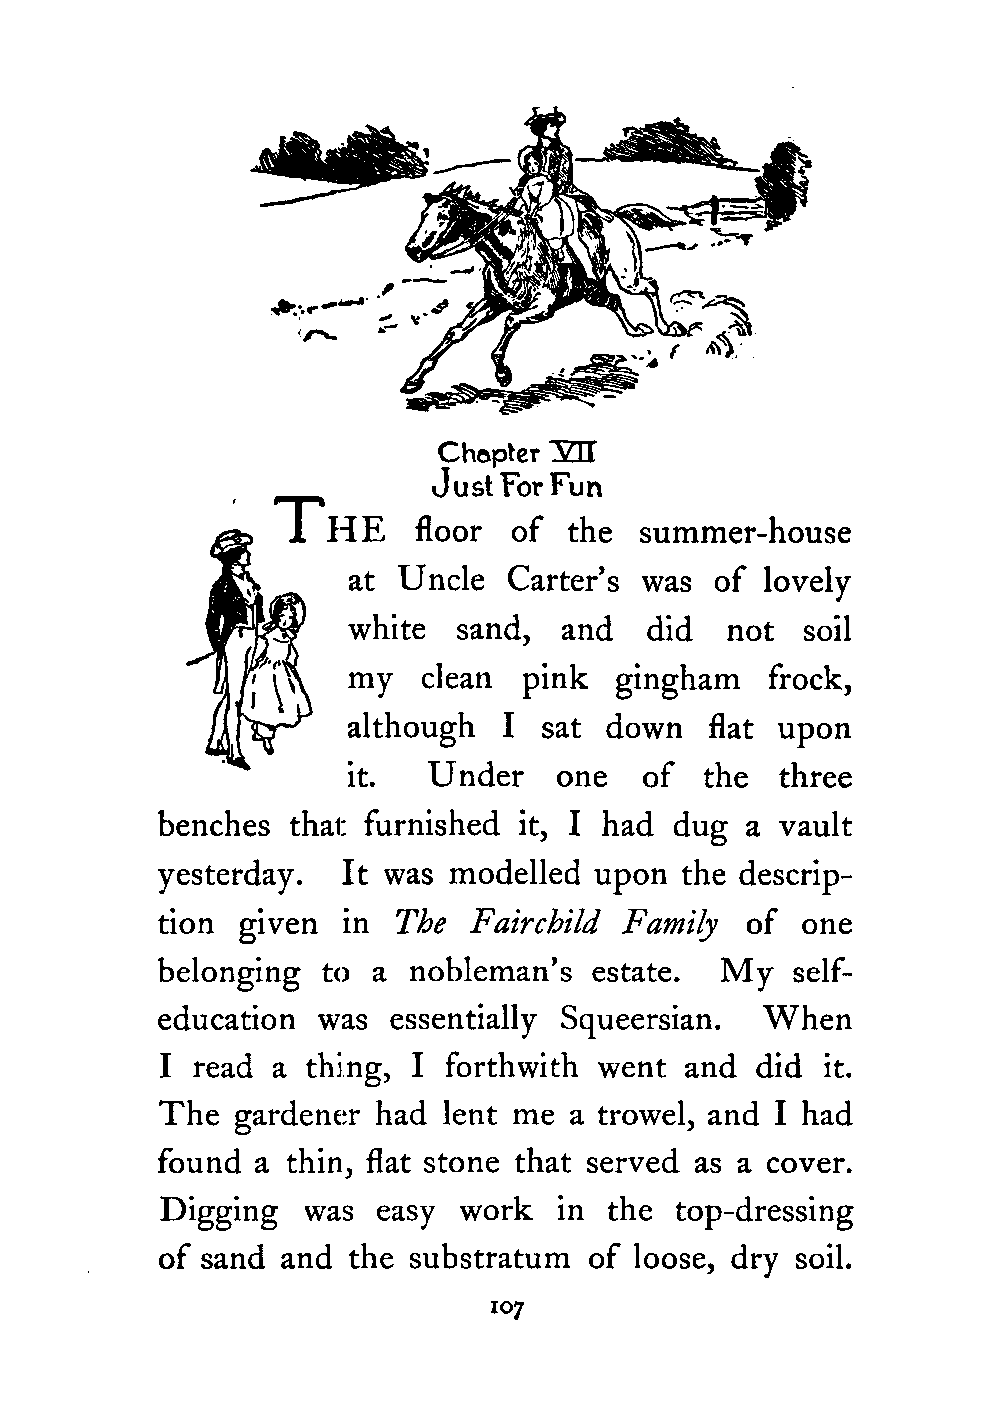 Chapter VII
Just For Fun
THE floor of the summer-house
at Uncle Carter's was of lovely
white sand, and did not soil
my clean pink gingham frock,
although I sat down flat upon
it. Under one of the three
benches that furnished it, I had dug a vault
yesterday. It was modelled upon the descrip-
tion given in The Fairchild Family of one
belonging to a nobleman's estate. My self-
education was essentially Squeersian. When
I read a thing, I forthwith went and did it.
The gardener had lent me a trowel, and I had
found a thin, flat stone that served as a cover.
Digging was easy work in the top-dressing
of sand and the substratum of loose, dry soil.
107